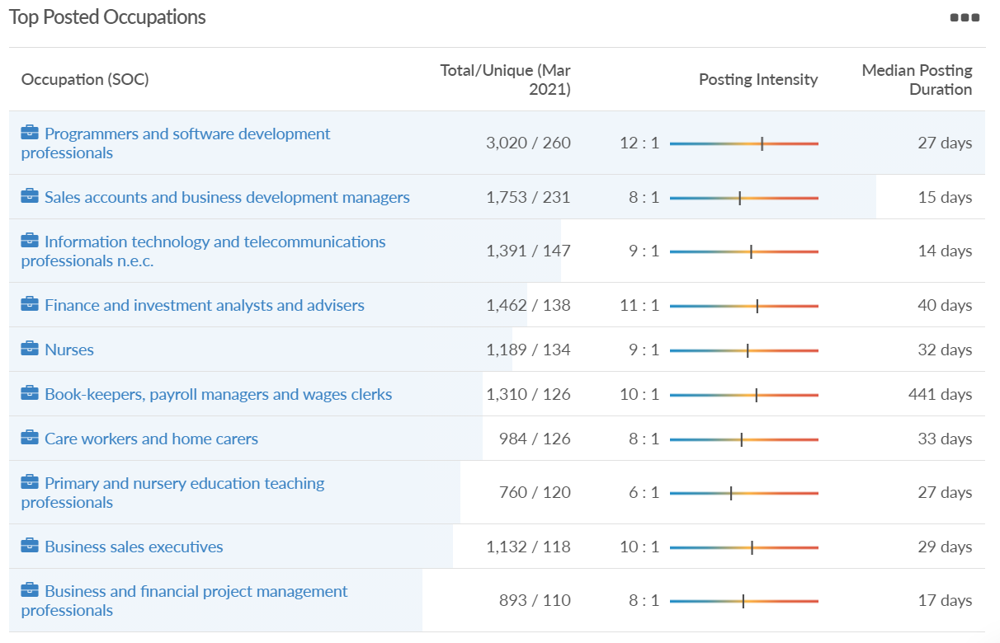 Top Posted Occupations
Occupation (SOC)
Total/Unique (Mar
2021)
Posting Intensity
Median Posting
Duration
Programmers and software development
professionals
3,020 / 260
12 : 1
27 days
Sales accounts and business development managers
1,753 / 231
8 : 1
15 days
Information technology and telecommunications
professionals n.e.c.
1,391 / 147
9 : 1
14 days
Finance and investment analysts and advisers
1,462 / 138
11 : 1
40 days
Nurses
1,189 / 134
9 : 1
32 days
Book-keepers, payroll managers and wages clerks
1,310 / 126
10 : 1
441 days
Care workers and home carers
984 / 126
8 : 1
33 days
Primary and nursery education teaching
professionals
760 / 120
6 : 1
27 days
Business sales executives
1,132 / 118
10 : 1
29 days
Business and financial project management
professionals
893 / 110
8 : 1
17 days